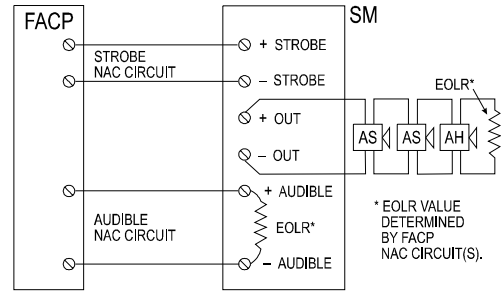 FACP
SM
STROBE
NAC CIRCUIT
+ STROBE
− STROBE
+ OUT
− OUT
EOLR*
AS
AS
AH
+ AUDIBLE
EOLR*
− AUDIBLE
AUDIBLE
NAC CIRCUIT
* EOLR VALUE
DETERMINED
BY FACP
NAC CIRCUIT(S).